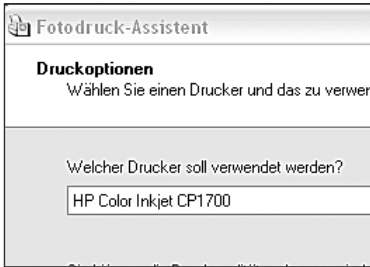 Fotodruck-Assistent
Druckoptionen
Wählen Sie einen Drucker und das zu verwen
Welcher Drucker soll verwendet werden?
HP Color Inkjet CP1700